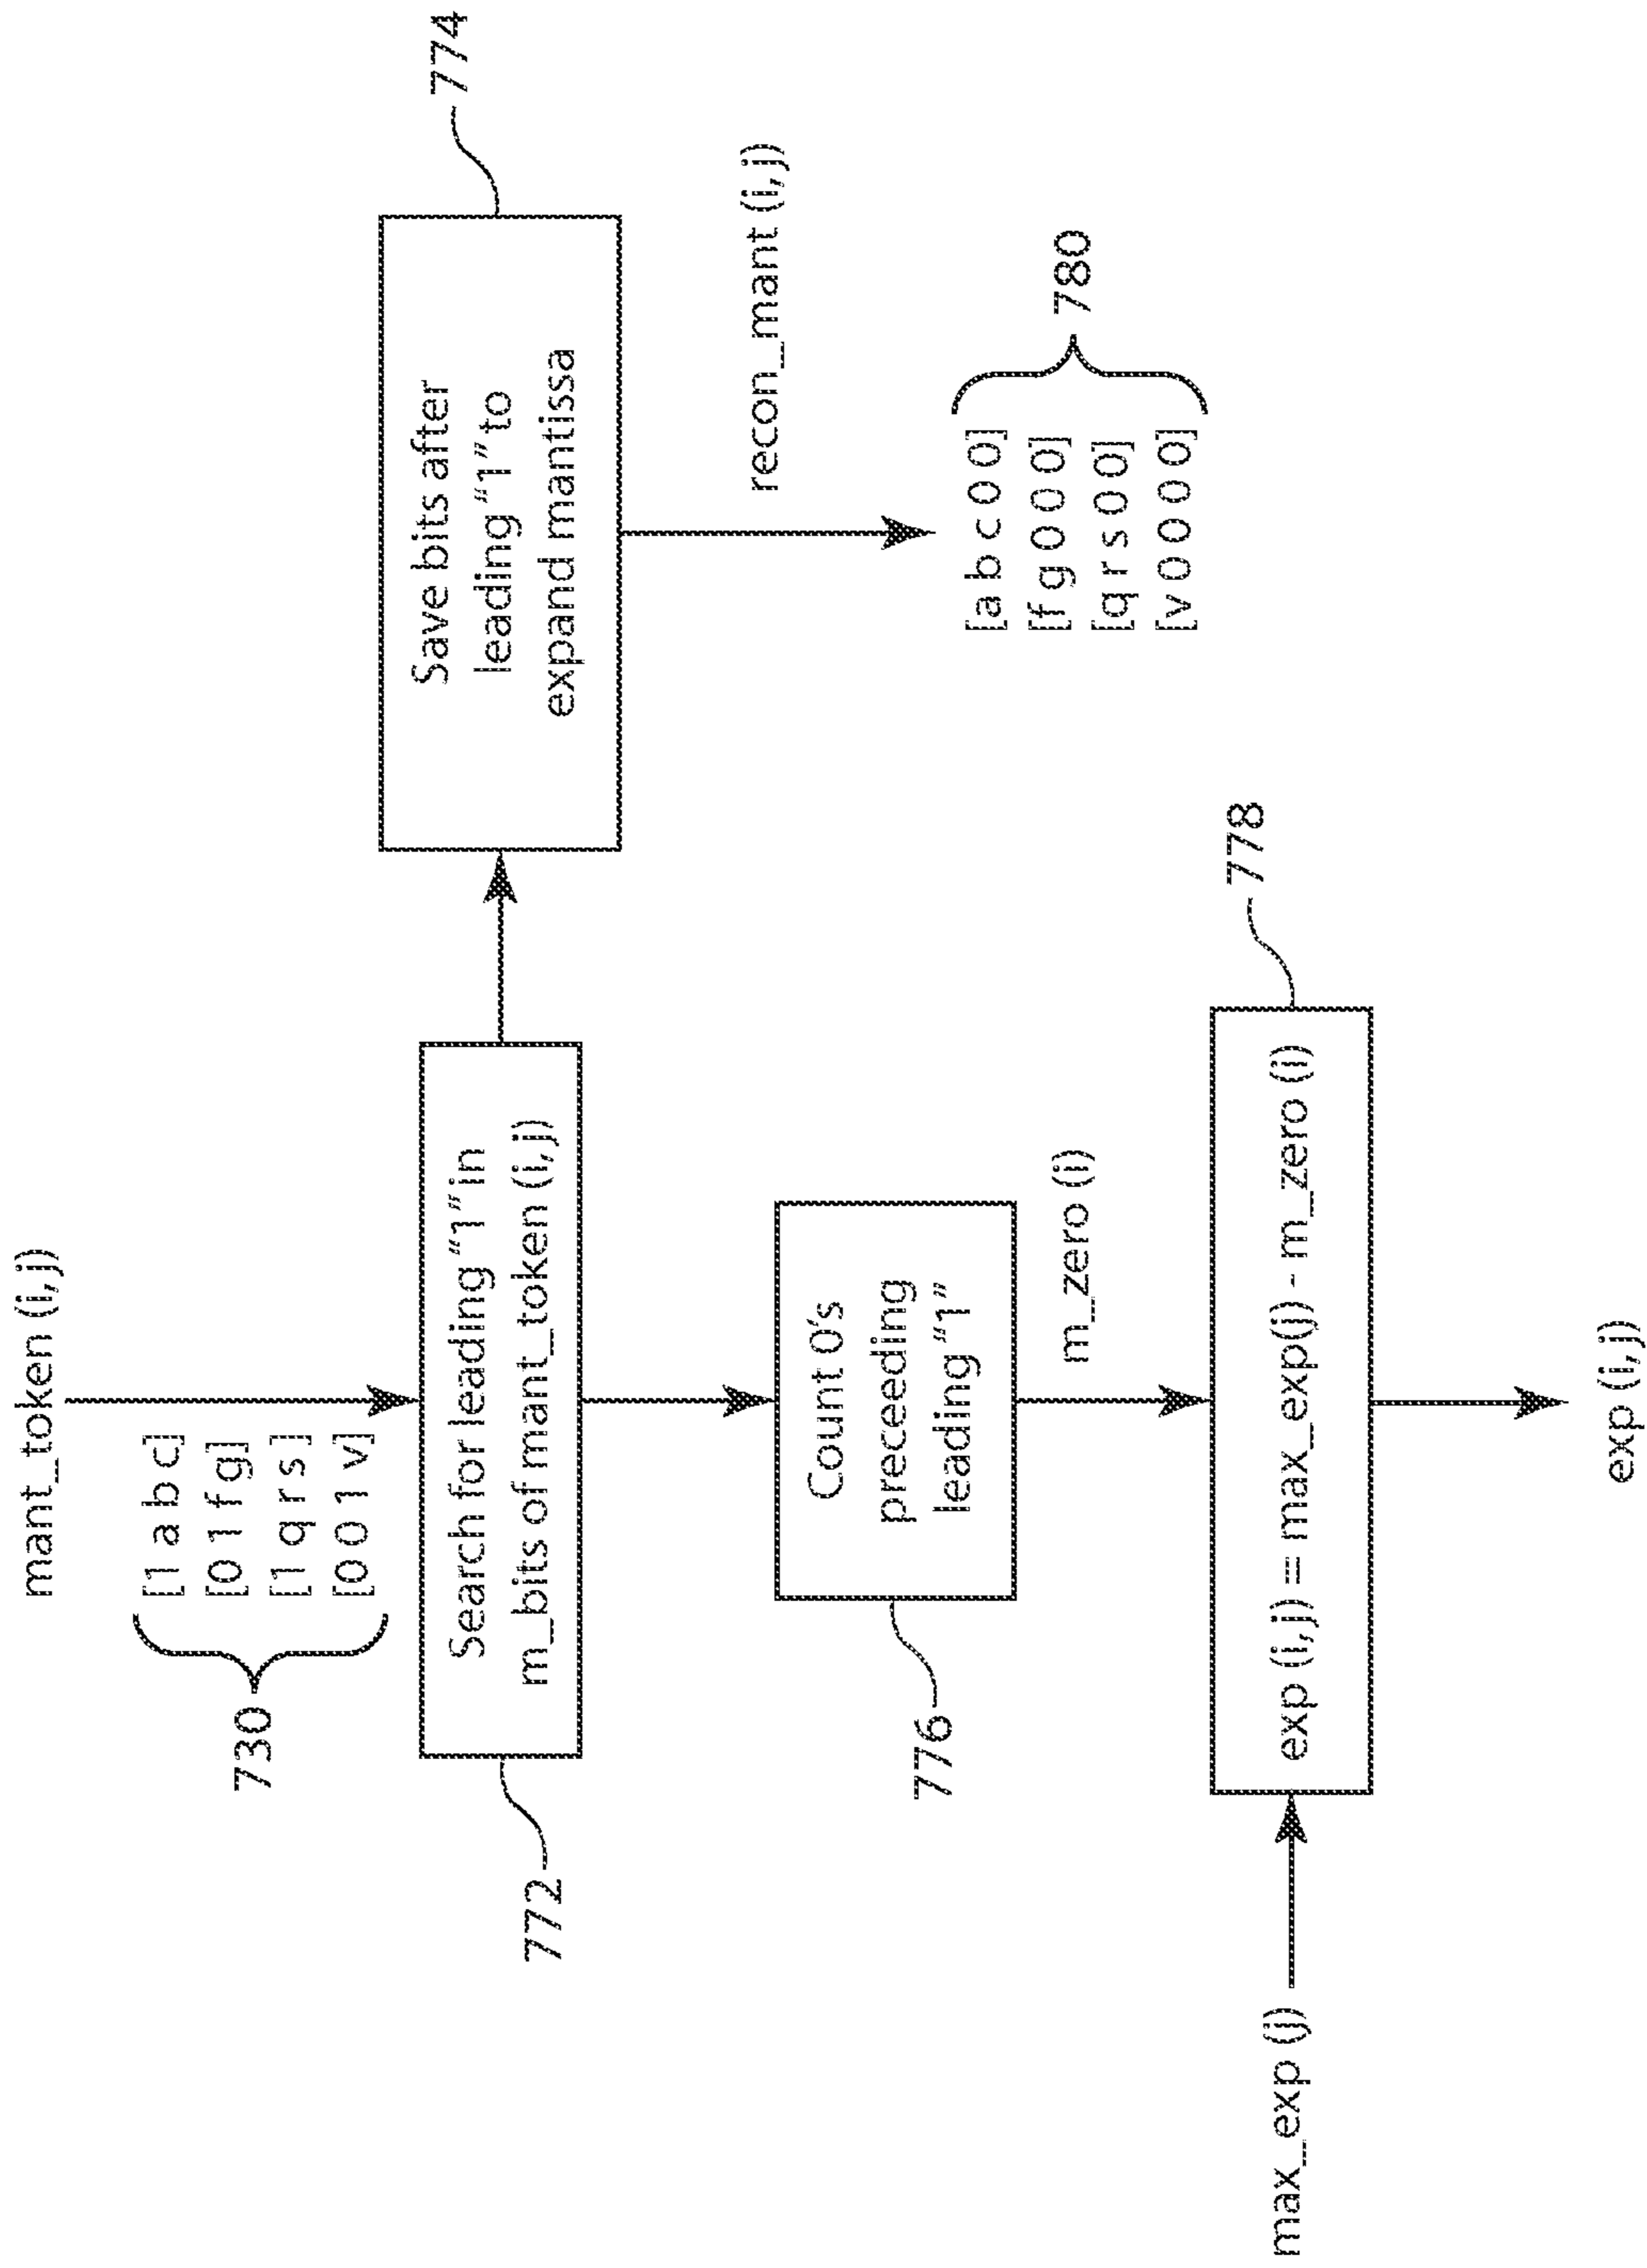 mant_token (i,j)
730
[1 a b c]
[0 1 f g]
[1 q r s]
[0 0 1 v]
772
Search for leading “1” in
m_bits of mant_token (i,j)
774
Save bits after
leading “1” to
expand mantissa
recon_mant (i,j)
[a b c 0 0]
[f g 0 0 0]
[q r s 0 0]
[v 0 0 0 0]
780
776
Count 0’s
preceeding
leading “1”
m_zero (i)
max_exp (j)
exp (i,j) = max_exp(j) - m_zero (i)
778
exp (i,j)